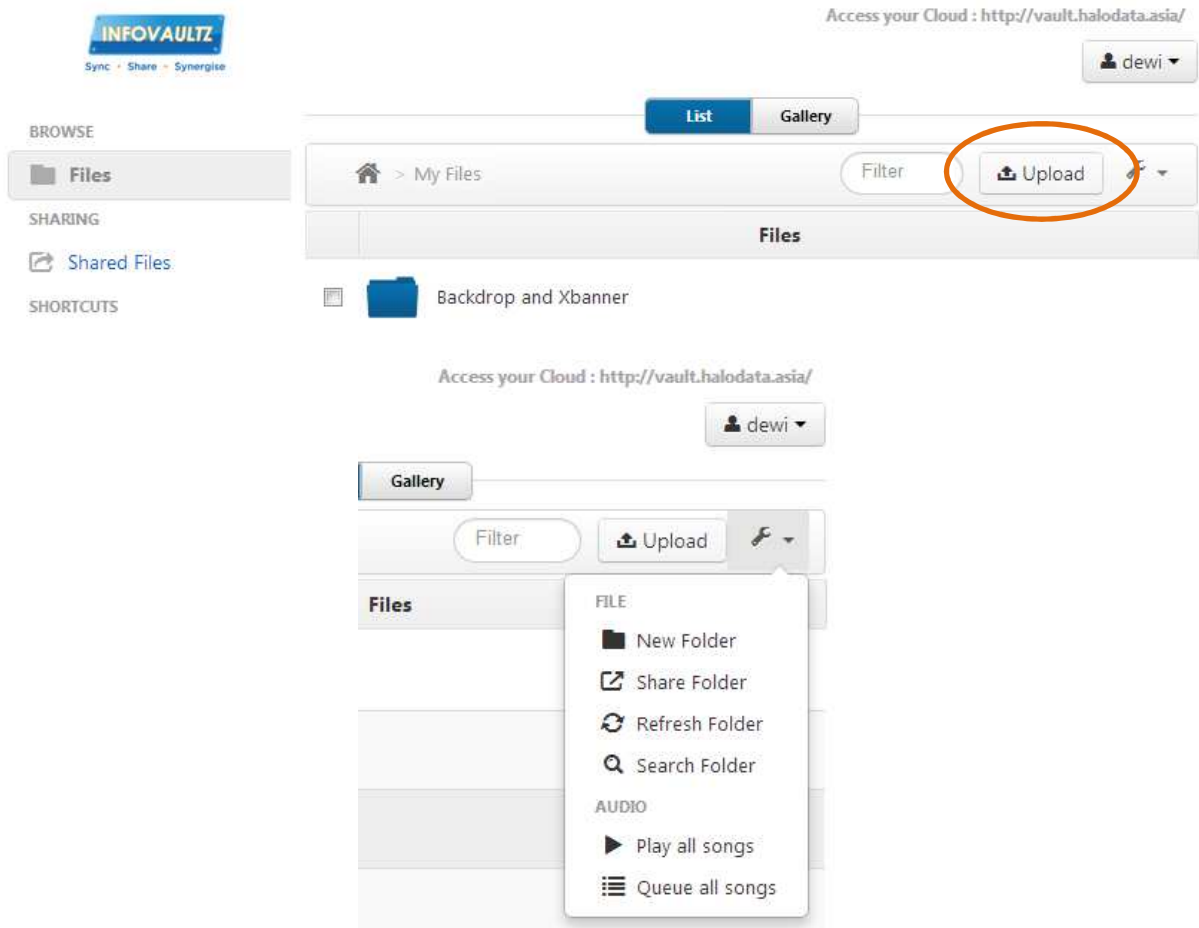 INFOVAULTZ
Sync - Share - Synergise
Access your Cloud : http://vault.halodata.asia/
dewi
List Gallery
BROWSE
Files
SHARING
Shared Files
SHORTCUTS
> My Files
Filter
Upload
Files
Backdrop and Xbanner
Access your Cloud : http://vault.halodata.asia/
dewi
Gallery
Filter
Upload
Files
FILE
New Folder
Share Folder
Refresh Folder
Search Folder
AUDIO
Play all songs
Queue all songs